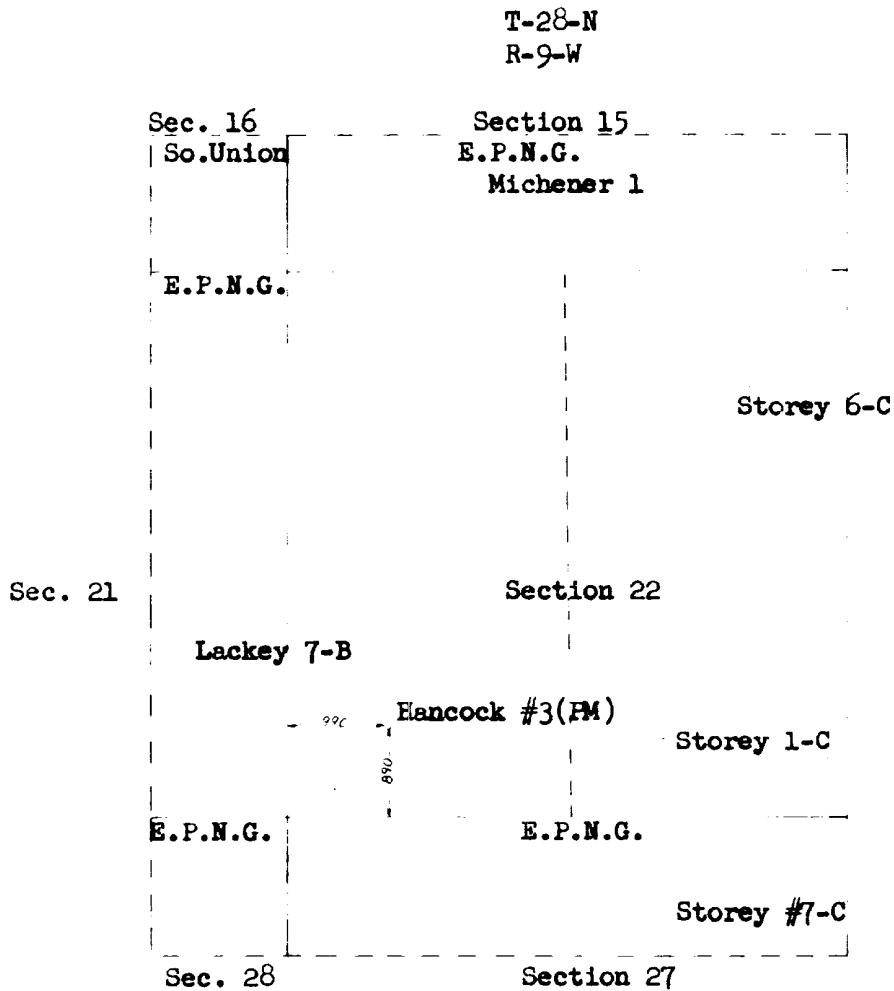 T-28-N
R-9-W
Sec. 16 Section 15
So.Union E.P.N.G.
Michener 1
E.P.N.G.
Storey 6-C
Sec. 21 Section 22
Lackey 7-B
990 Hancock #3(PM)
Storey 1-C
890
E.P.N.G. E.P.N.G.
Storey #7-C
Sec. 28 Section 27